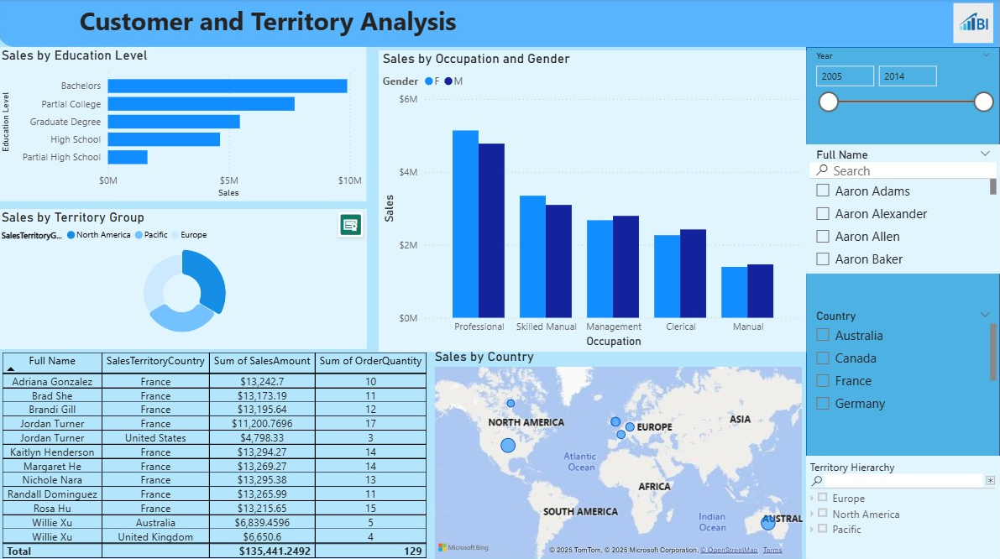 Customer and Territory Analysis
BI
Sales by Education Level
Education Level
Bachelors
Partial College
Graduate Degree
High School
Partial High School
$0M $5M $10M
Sales
Sales by Territory Group
SalesTerritoryG... North America Pacific Europe
Sales by Occupation and Gender
Gender F M
$6M
$4M
$2M
$0M
Sales
Professional Skilled Manual Management Clerical Manual
Occupation
Year
2005 2014
Full Name
Search
Aaron Adams
Aaron Alexander
Aaron Allen
Aaron Baker
Country
Australia
Canada
France
Germany
Territory Hierarchy
Europe
North America
Pacific
Full Name SalesTerritoryCountry Sum of SalesAmount Sum of OrderQuantity
Adriana Gonzalez France $13,242.7 10
Brad She France $13,173.19 11
Brandi Gill France $13,195.64 12
Jordan Turner France $11,200.7696 17
Jordan Turner United States $4,798.33 3
Kaitlyn Henderson France $13,294.27 14
Margaret He France $13,269.27 14
Nichole Nara France $13,295.38 13
Randall Dominguez France $13,265.99 11
Rosa Hu France $13,215.65 15
Willie Xu Australia $6,839.4596 5
Willie Xu United Kingdom $6,650.6 4
Total $135,441.2492 129
Sales by Country
NORTH AMERICA
EUROPE
ASIA
Atlantic
Ocean
AFRICA
SOUTH AMERICA
Indian
Ocean
AUSTRAL
Microsoft Bing
© 2025 TomTom, © 2025 Microsoft Corporation, © OpenStreetMap Terms